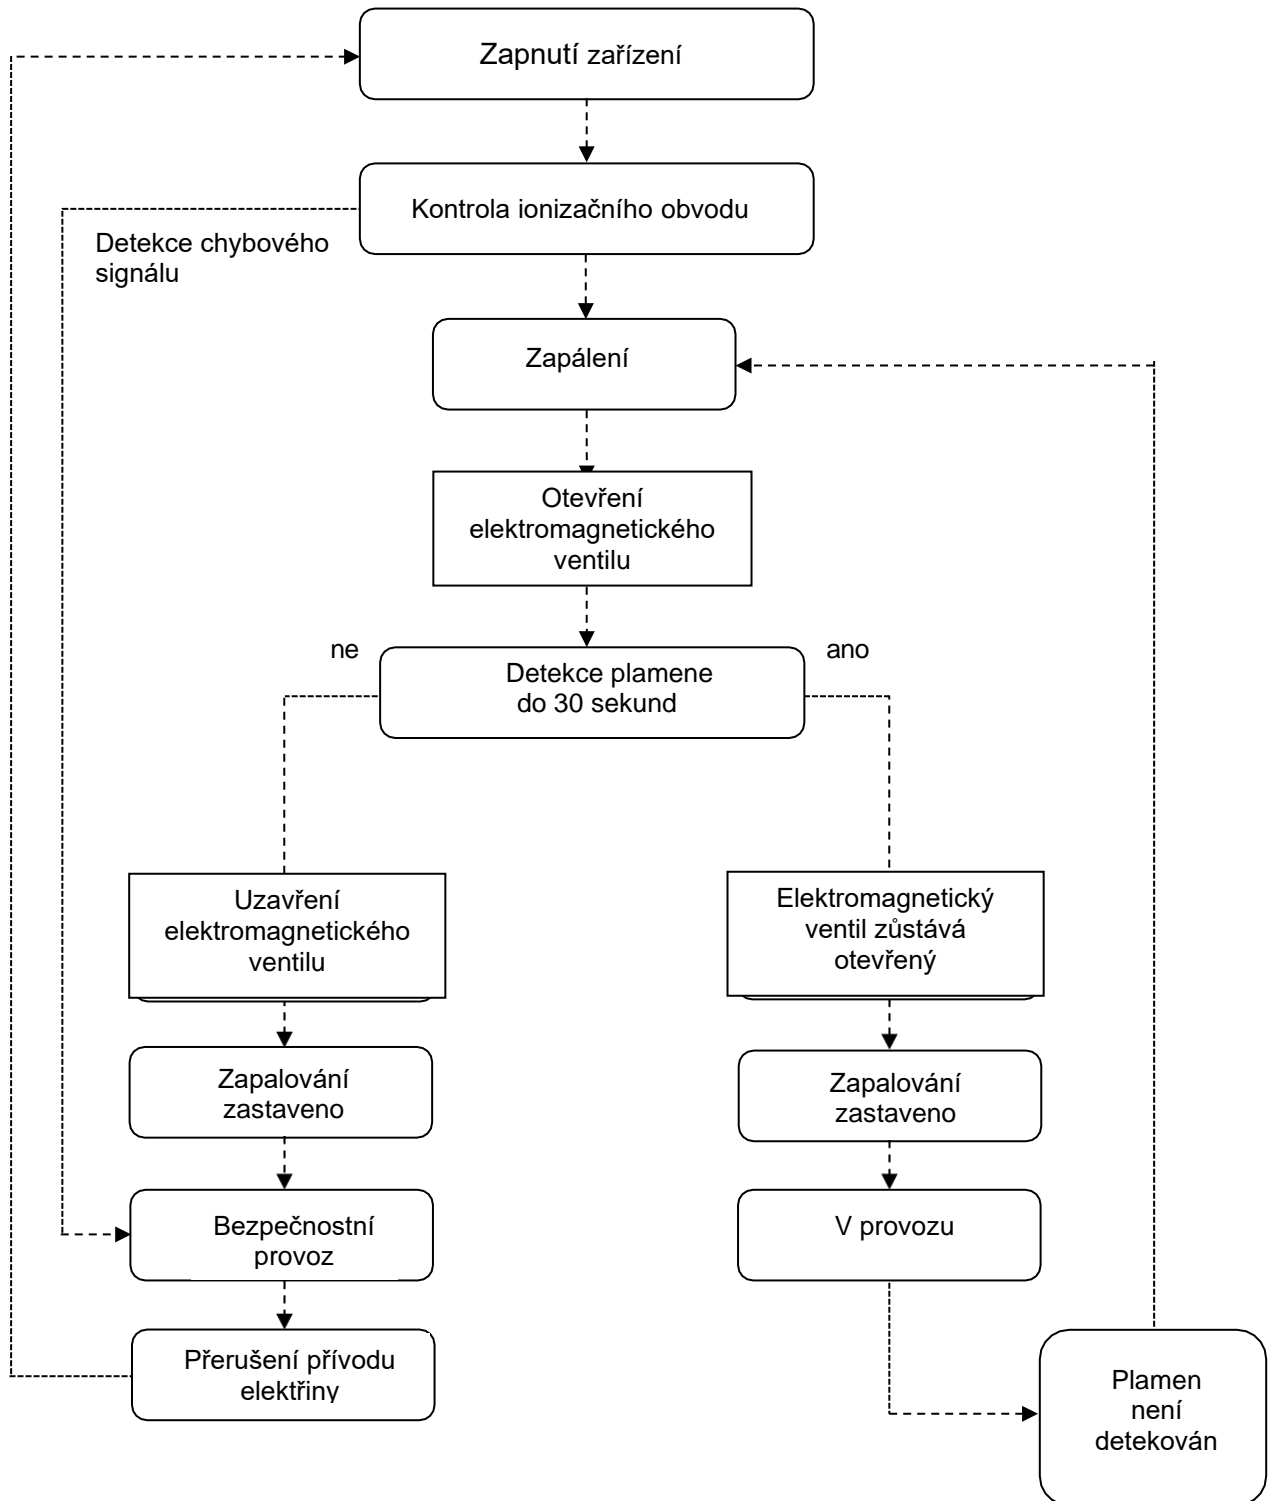 Zapnutí zařízení
Kontrola ionizačního obvodu
Detekce chybového
signálu
Zapálení
Otevření
elektromagnetického
ventilu
ne
ano
Detekce plamene
do 30 sekund
Uzavření
elektromagnetického
ventilu
Elektromagnetický
ventil zůstává
otevřený
Zapalování
zastaveno
Zapalování
zastaveno
Bezpečnostní
provoz
V provozu
Přerušení přívodu
elektřiny
Plamen
není
detekován